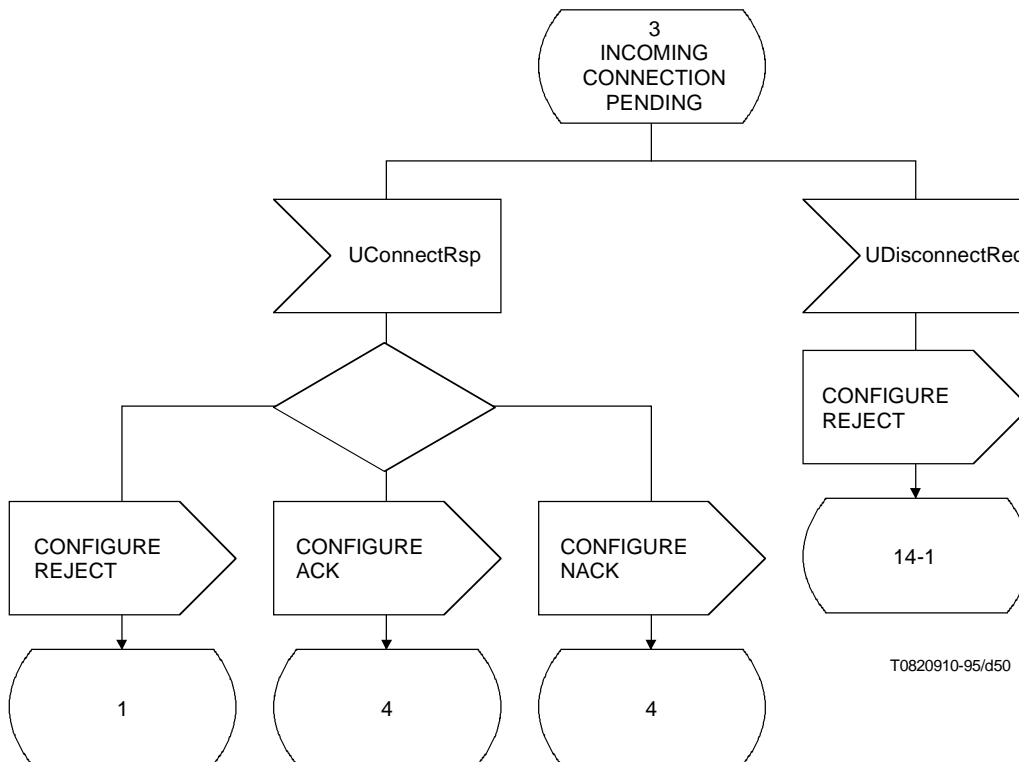 3
INCOMING
CONNECTION
PENDING
UConnectRsp
UDisconnectReq
CONFIGURE
REJECT
CONFIGURE
REJECT
CONFIGURE
ACK
CONFIGURE
NACK
14-1
T0820910-95/d50
1
4
4